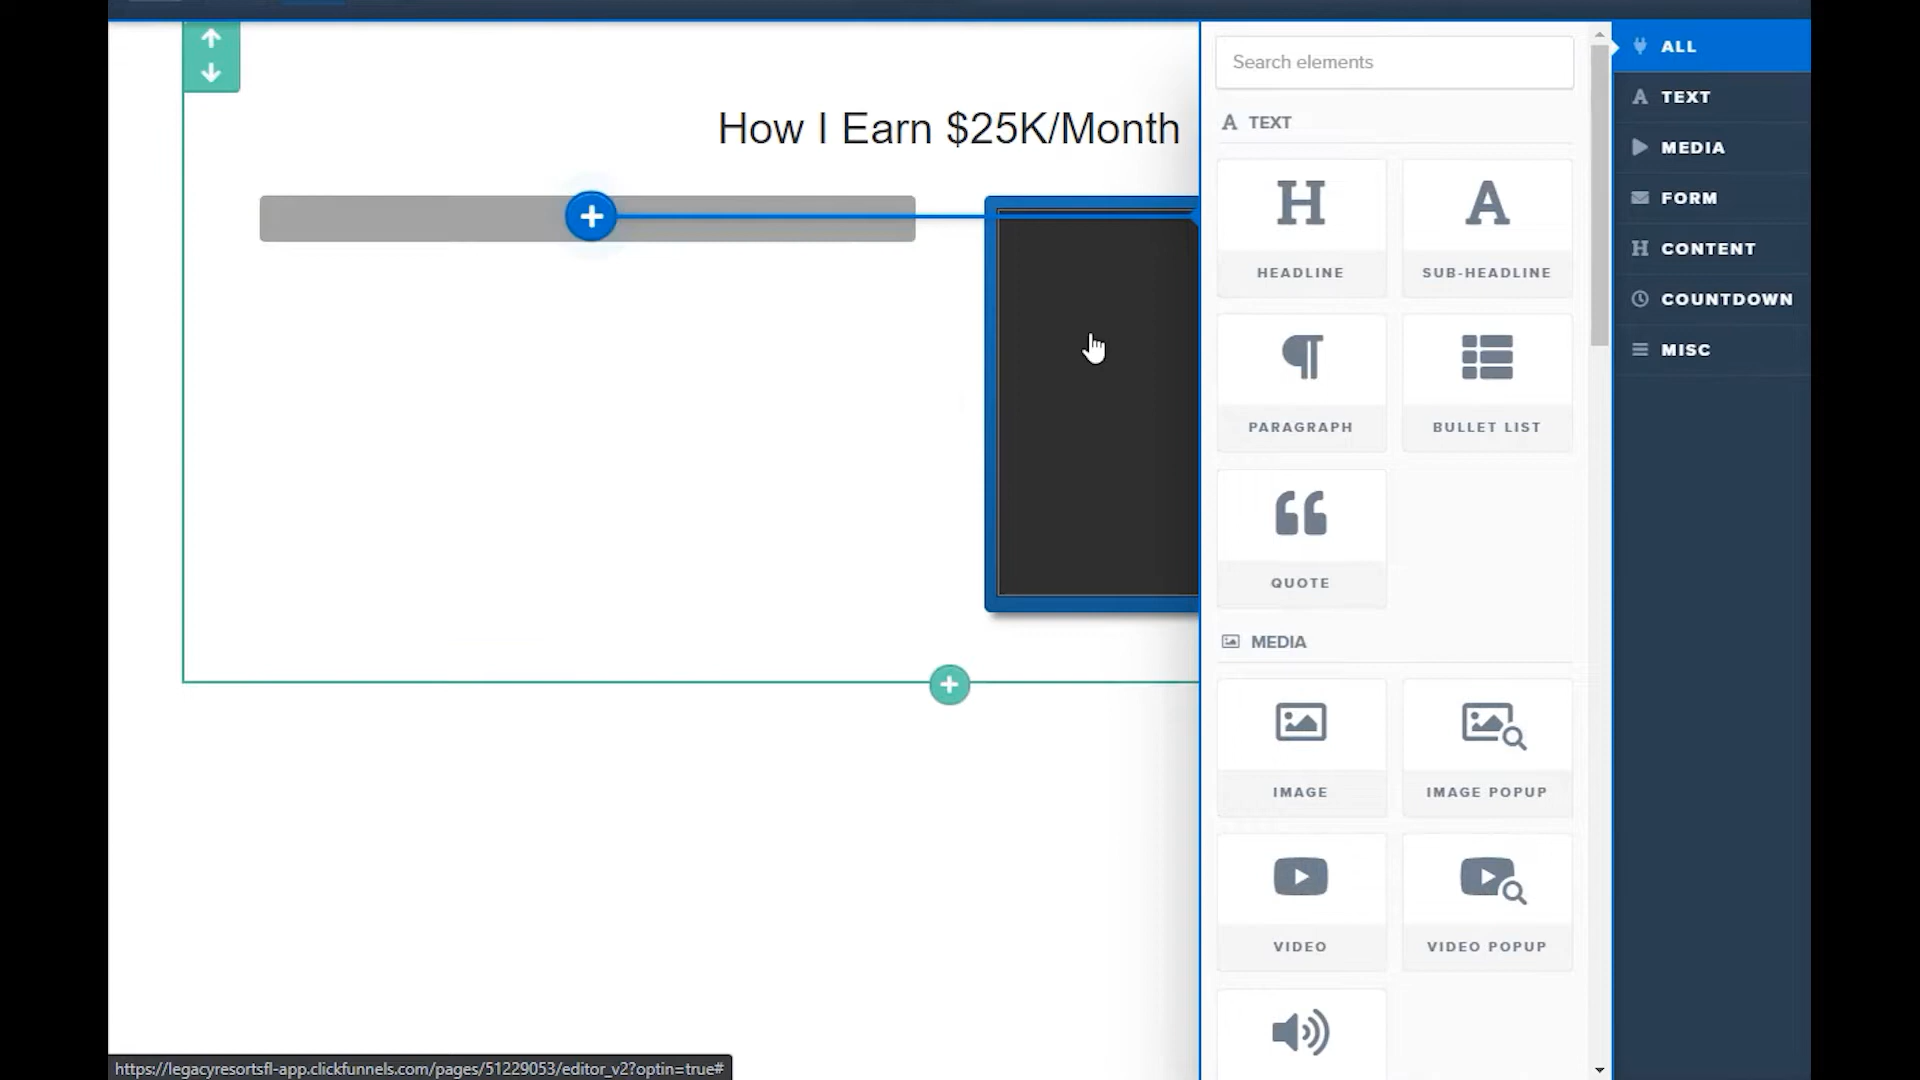 How I Earn $25K/Month
Search elements
TEXT
HEADLINE
SUB-HEADLINE
PARAGRAPH
BULLET LIST
QUOTE
MEDIA
IMAGE
IMAGE POPUP
VIDEO
VIDEO POPUP
ALL
TEXT
MEDIA
FORM
CONTENT
COUNTDOWN
MISC
https://legacyresortsfl-app.clickfunnels.com/pages/51229053/editor_v2?optin=true#